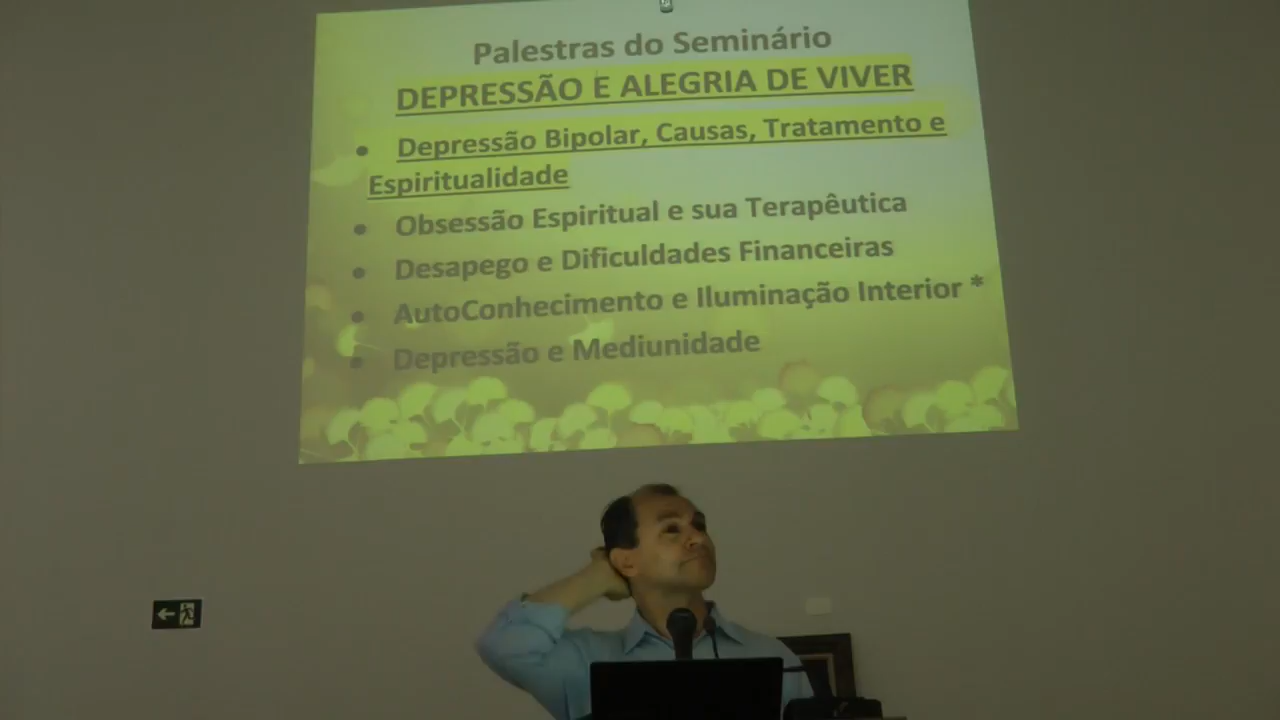 Palestras do Seminário
DEPRESSÃO E ALEGRIA DE VIVER
• Depressão Bipolar, Causas, Tratamento e
Espiritualidade
• Obsessão Espiritual e sua Terapêutica
• Desapego e Dificuldades Financeiras
• AutoConhecimento e Iluminação Interior *
• Depressão e Mediunidade